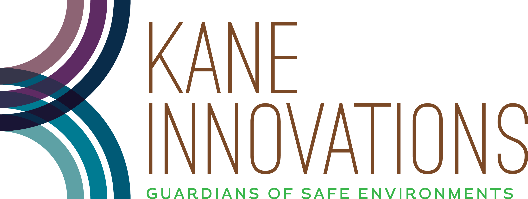 KANE
INNOVATIONS
GUARDIANS OF SAFE ENVIRONMENTS